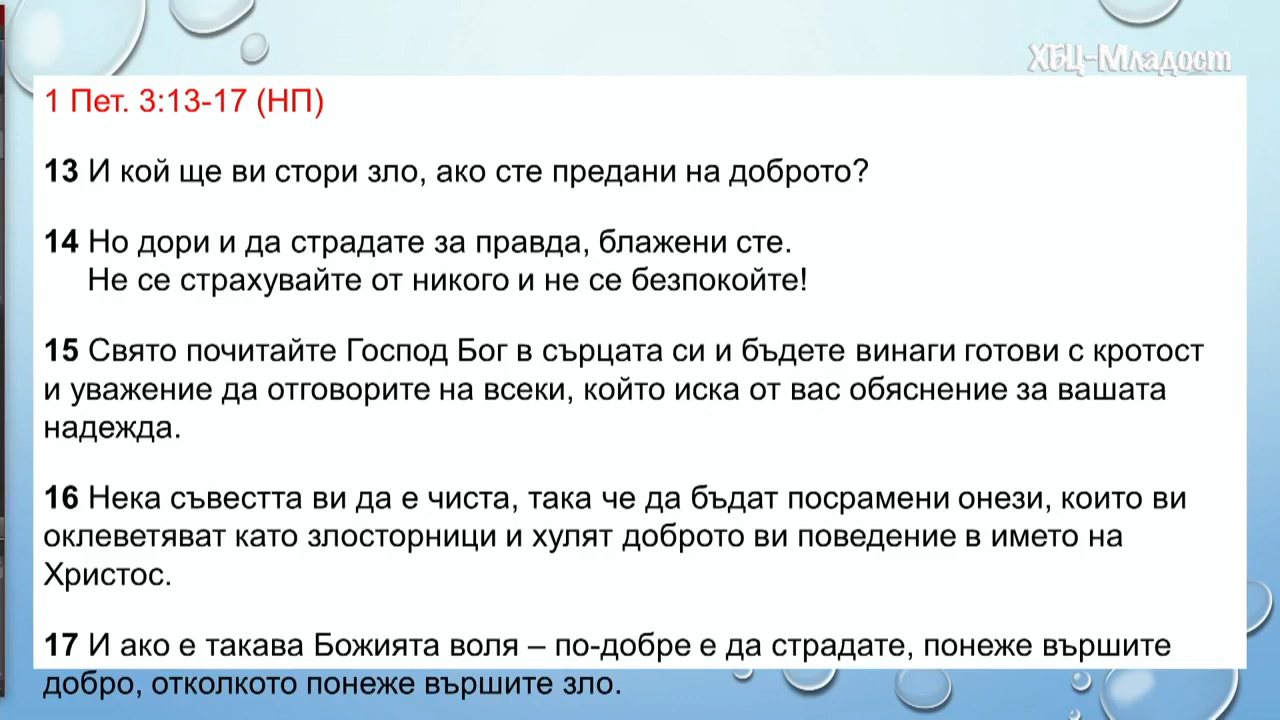 ХБЦ-Младост
1 Пет. 3:13-17 (НП)
13 И кой ще ви стори зло, ако сте предани на доброто?
14 Но дори и да страдате за правда, блажени сте.
Не се страхувайте от никого и не се безпокойте!
15 Свято почитайте Господ Бог в сърцата си и бъдете винаги готови с кротост
и уважение да отговорите на всеки, който иска от вас обяснение за вашата
надежда.
16 Нека съвестта ви да е чиста, така че да бъдат посрамени онези, които ви
оклеветяват като злосторници и хулят доброто ви поведение в името на
Христос.
17 И ако е такава Божията воля – по-добре е да страдате, понеже вършите
добро, отколкото понеже вършите зло.